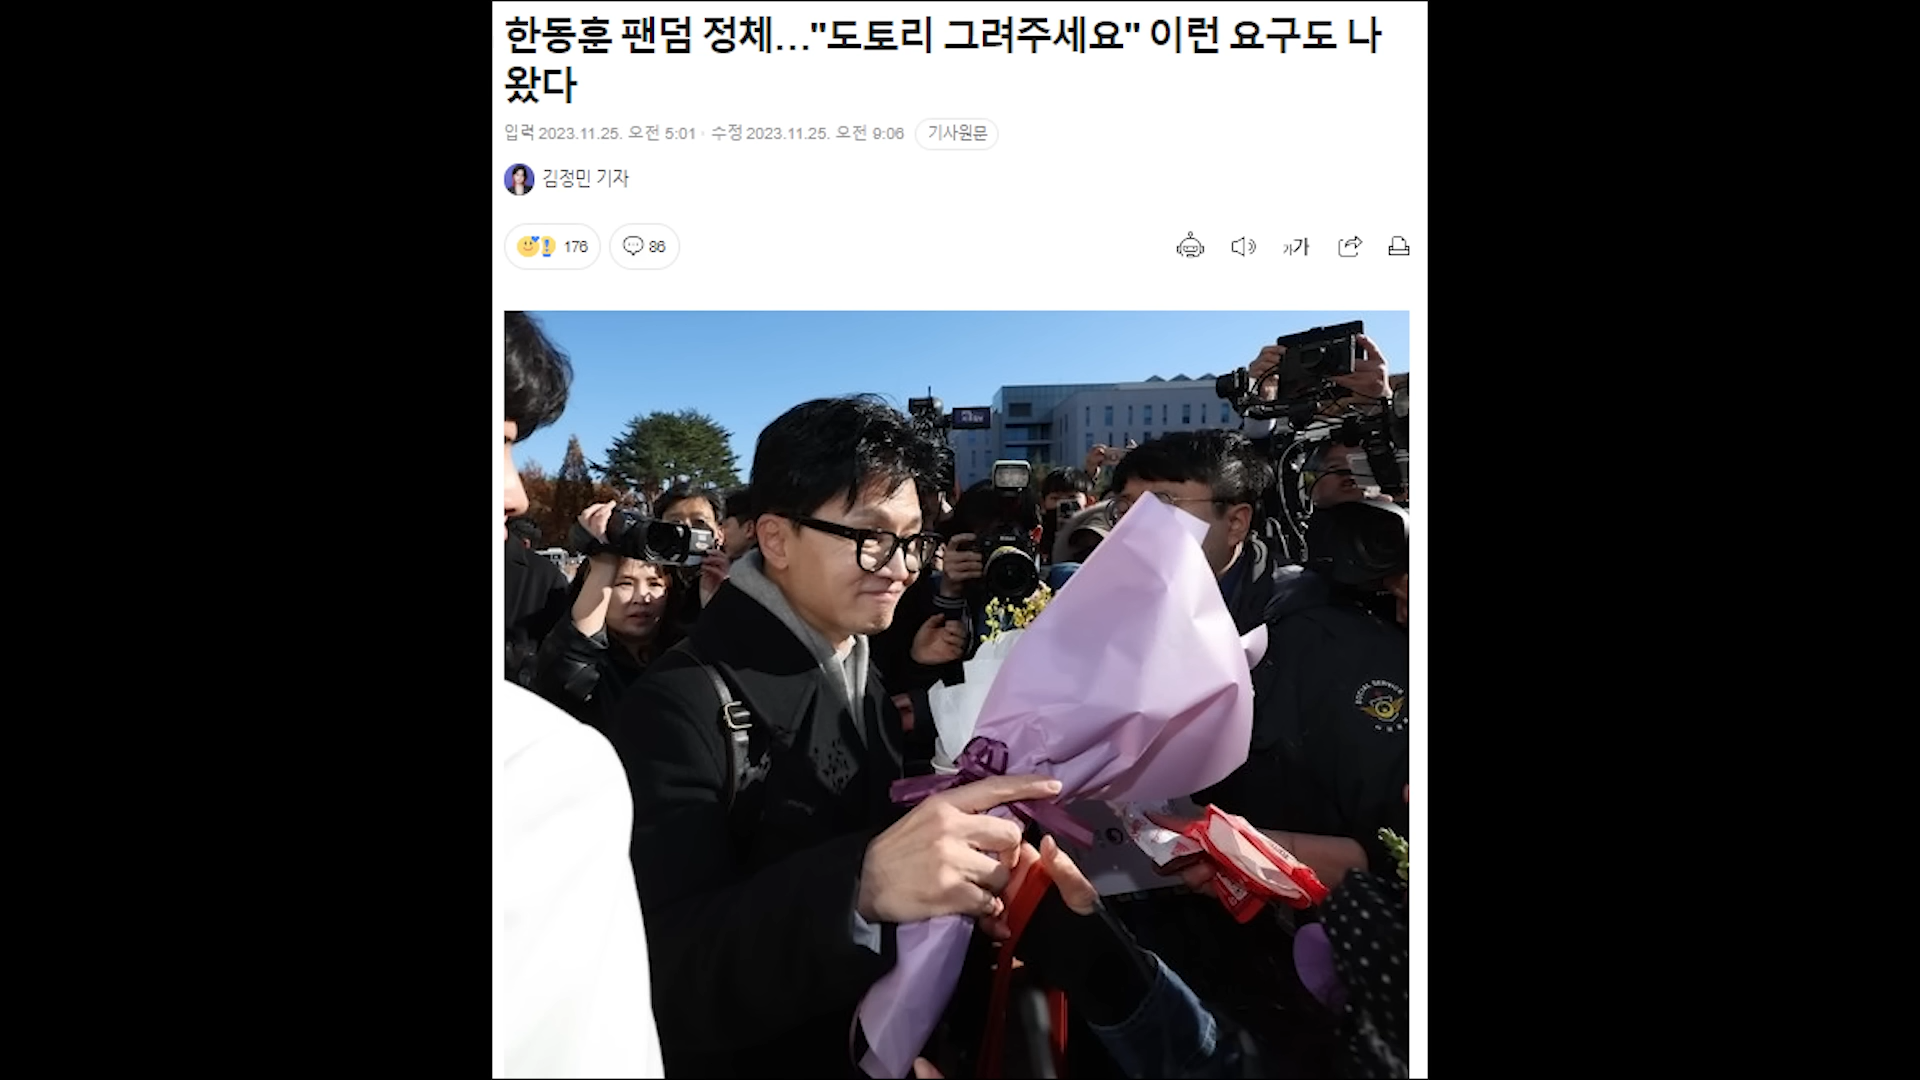 한동훈 팬덤 정체…"도토리 그려주세요" 이런 요구도 나
왔다
입력 2023.11.25. 오전 5:01 · 수정 2023.11.25. 오전 9:06 기사원문
김정민 기자
176 86 가가
SOCIAL SERVICE